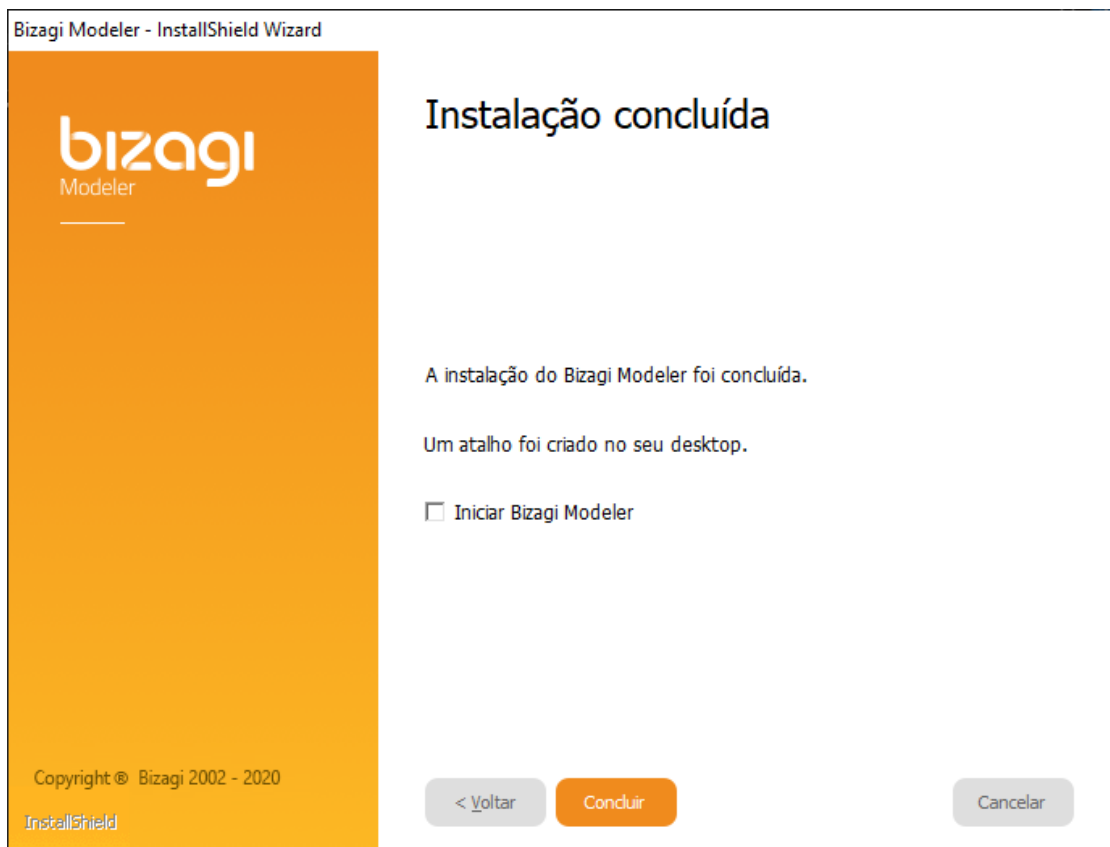 Bizagi Modeler - InstallShield Wizard
bizagi
Modeler
Instalação concluída
A instalação do Bizagi Modeler foi concluída.
Um atalho foi criado no seu desktop.
Iniciar Bizagi Modeler
Copyright ® Bizagi 2002 - 2020
InstallShield
< Voltar
Concluir
Cancelar